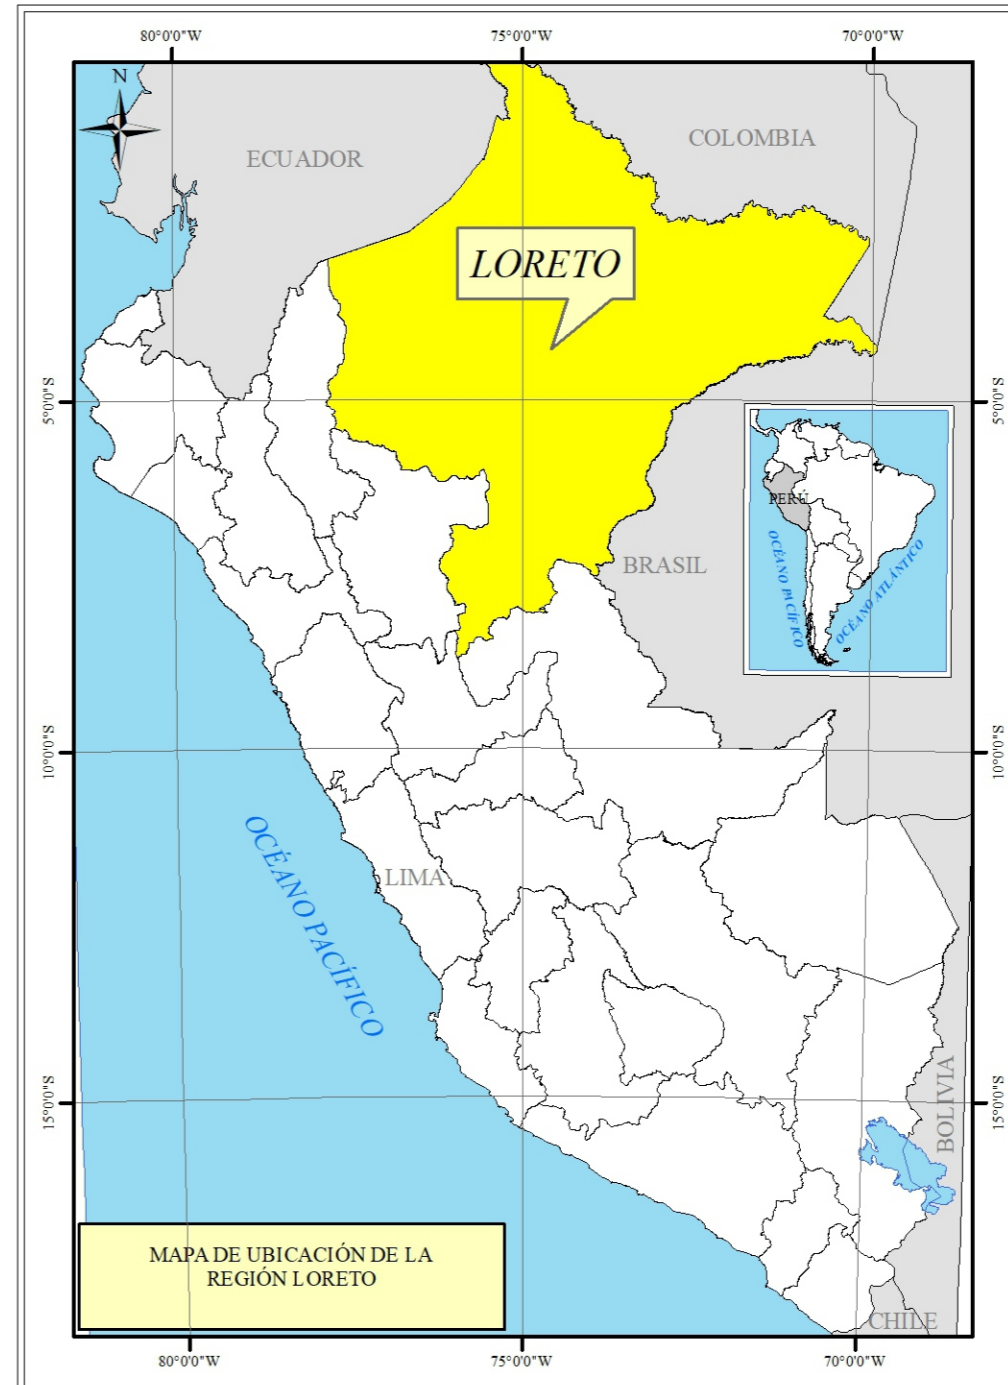 80°0'0"W
75°0'0"W
70°0'0"W
N
ECUADOR
COLOMBIA
LORETO
5°0'0"S
5°0'0"S
PERÚ
OCÉANO PACÍFICO
OCÉANO ATLÁNTICO
BRASIL
10°0'0"S
10°0'0"S
OCÉANO PACÍFICO
LIMA
15°0'0"S
15°0'0"S
BOLIVIA
MAPA DE UBICACIÓN DE LA
REGIÓN LORETO
CHILE
80°0'0"W
75°0'0"W
70°0'0"W